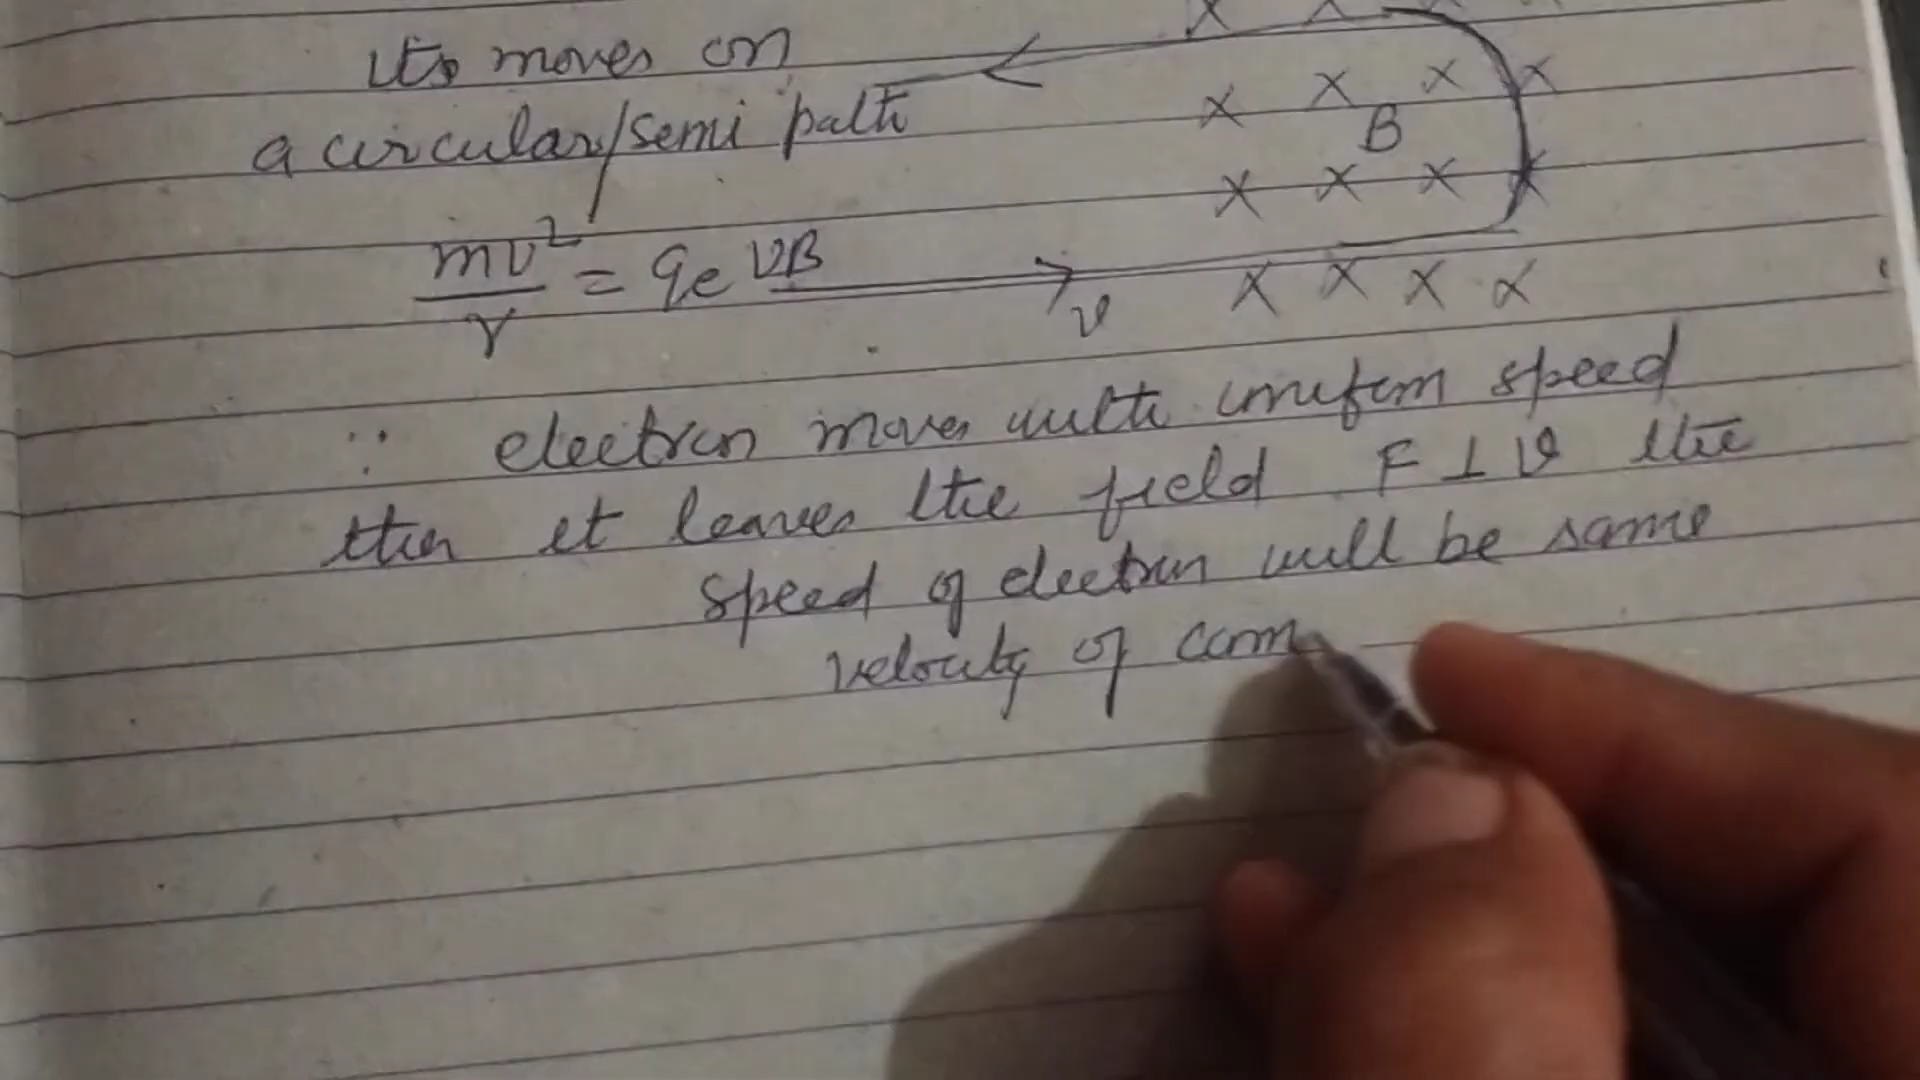 its moves on
a circular/semi path
x x x x
B
x x x x
mv²/r = qe vB
v
x x x x
∵ electron moves with uniform speed
then it leaves the field F ⊥ v the
speed of electron will be same
velocity of com